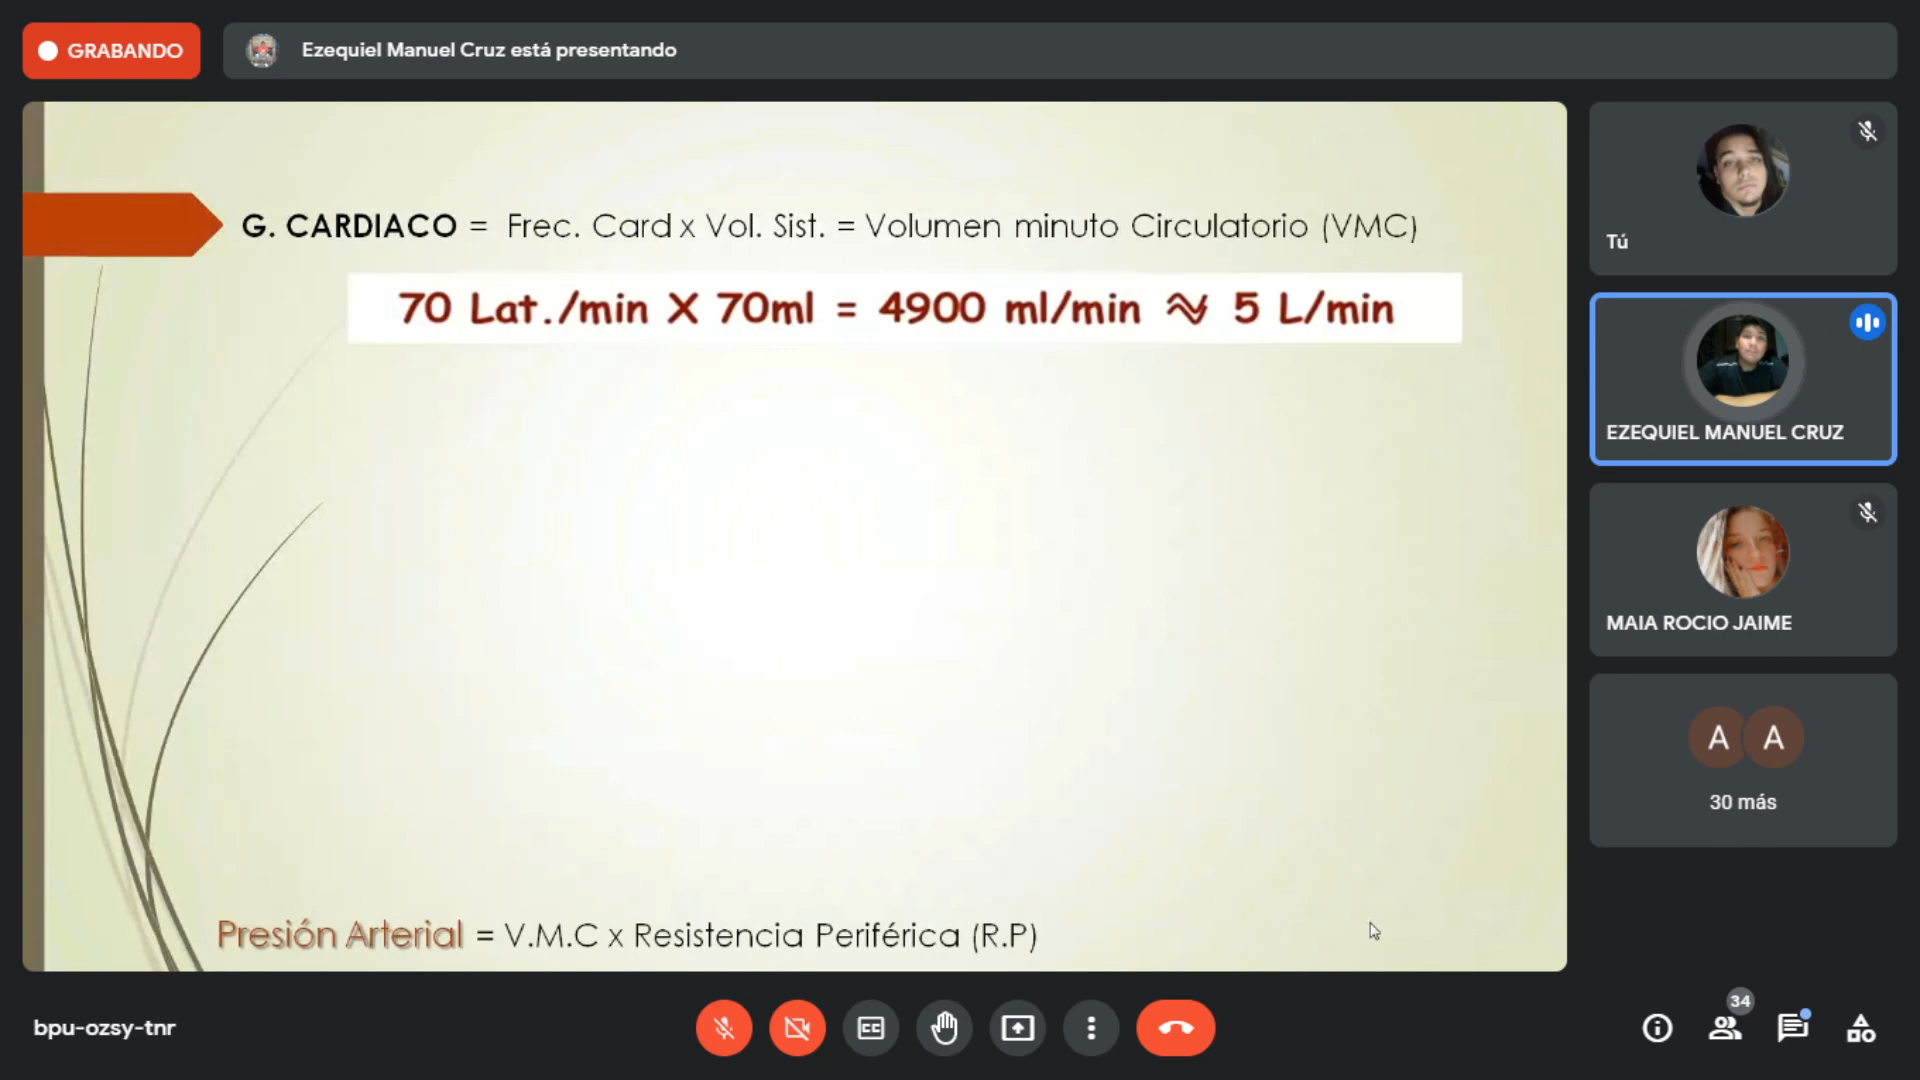 GRABANDO
Ezequiel Manuel Cruz está presentando
G. CARDIACO = Frec. Card x Vol. Sist. = Volumen minuto Circulatorio (VMC)
70 Lat./min X 70ml = 4900 ml/min ≈ 5 L/min
Presión Arterial = V.M.C x Resistencia Periférica (R.P)
Tú
EZEQUIEL MANUEL CRUZ
MAIA ROCIO JAIME
A A
30 más
bpu-ozsy-tnr
CC
34